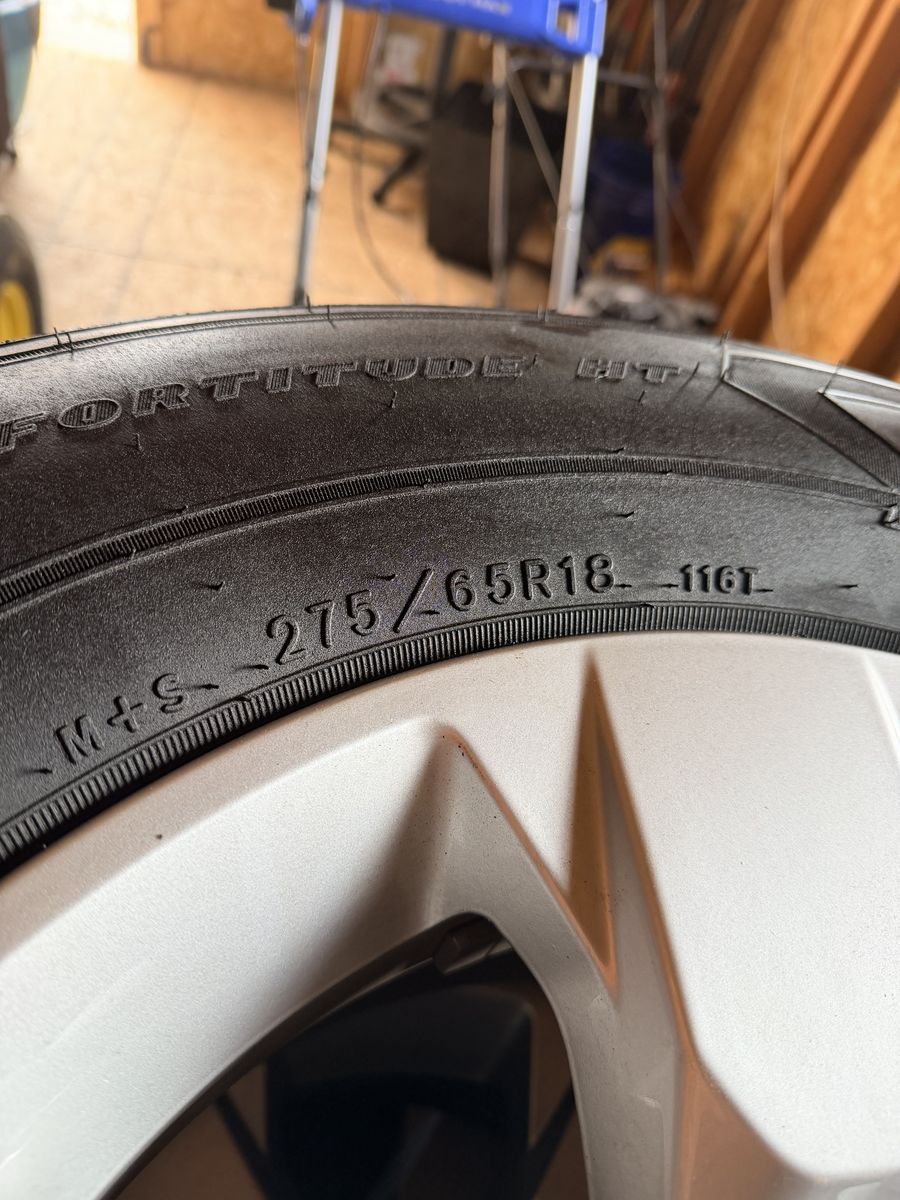 FORTITUDE HT
M+S 275/65R18 116T